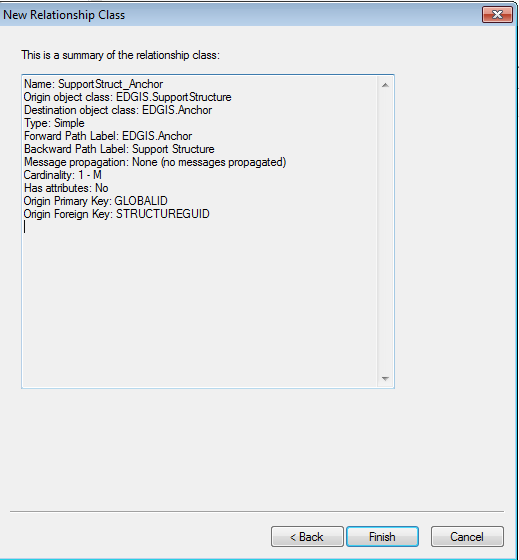 New Relationship Class
This is a summary of the relationship class:
Name: SupportStruct_Anchor
Origin object class: EDGIS.SupportStructure
Destination object class: EDGIS.Anchor
Type: Simple
Forward Path Label: EDGIS.Anchor
Backward Path Label: Support Structure
Message propagation: None (no messages propagated)
Cardinality: 1 - M
Has attributes: No
Origin Primary Key: GLOBALID
Origin Foreign Key: STRUCTUREGUID
< Back Finish Cancel